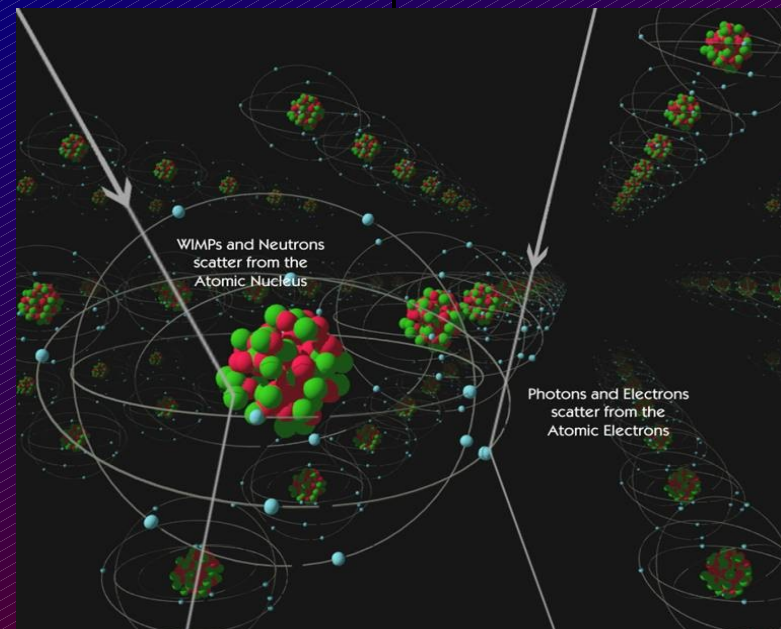 WIMPs and Neutrons
scatter from the
Atomic Nucleus
Photons and Electrons
scatter from the
Atomic Electrons